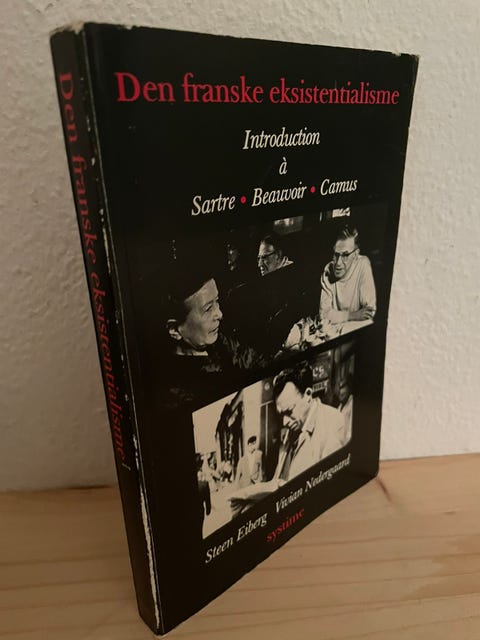 Den franske eksistentialisme
Den franske eksistentialisme
Introduction
à
Sartre • Beauvoir • Camus
Steen Eiberg Vivian Nedergaard
systime